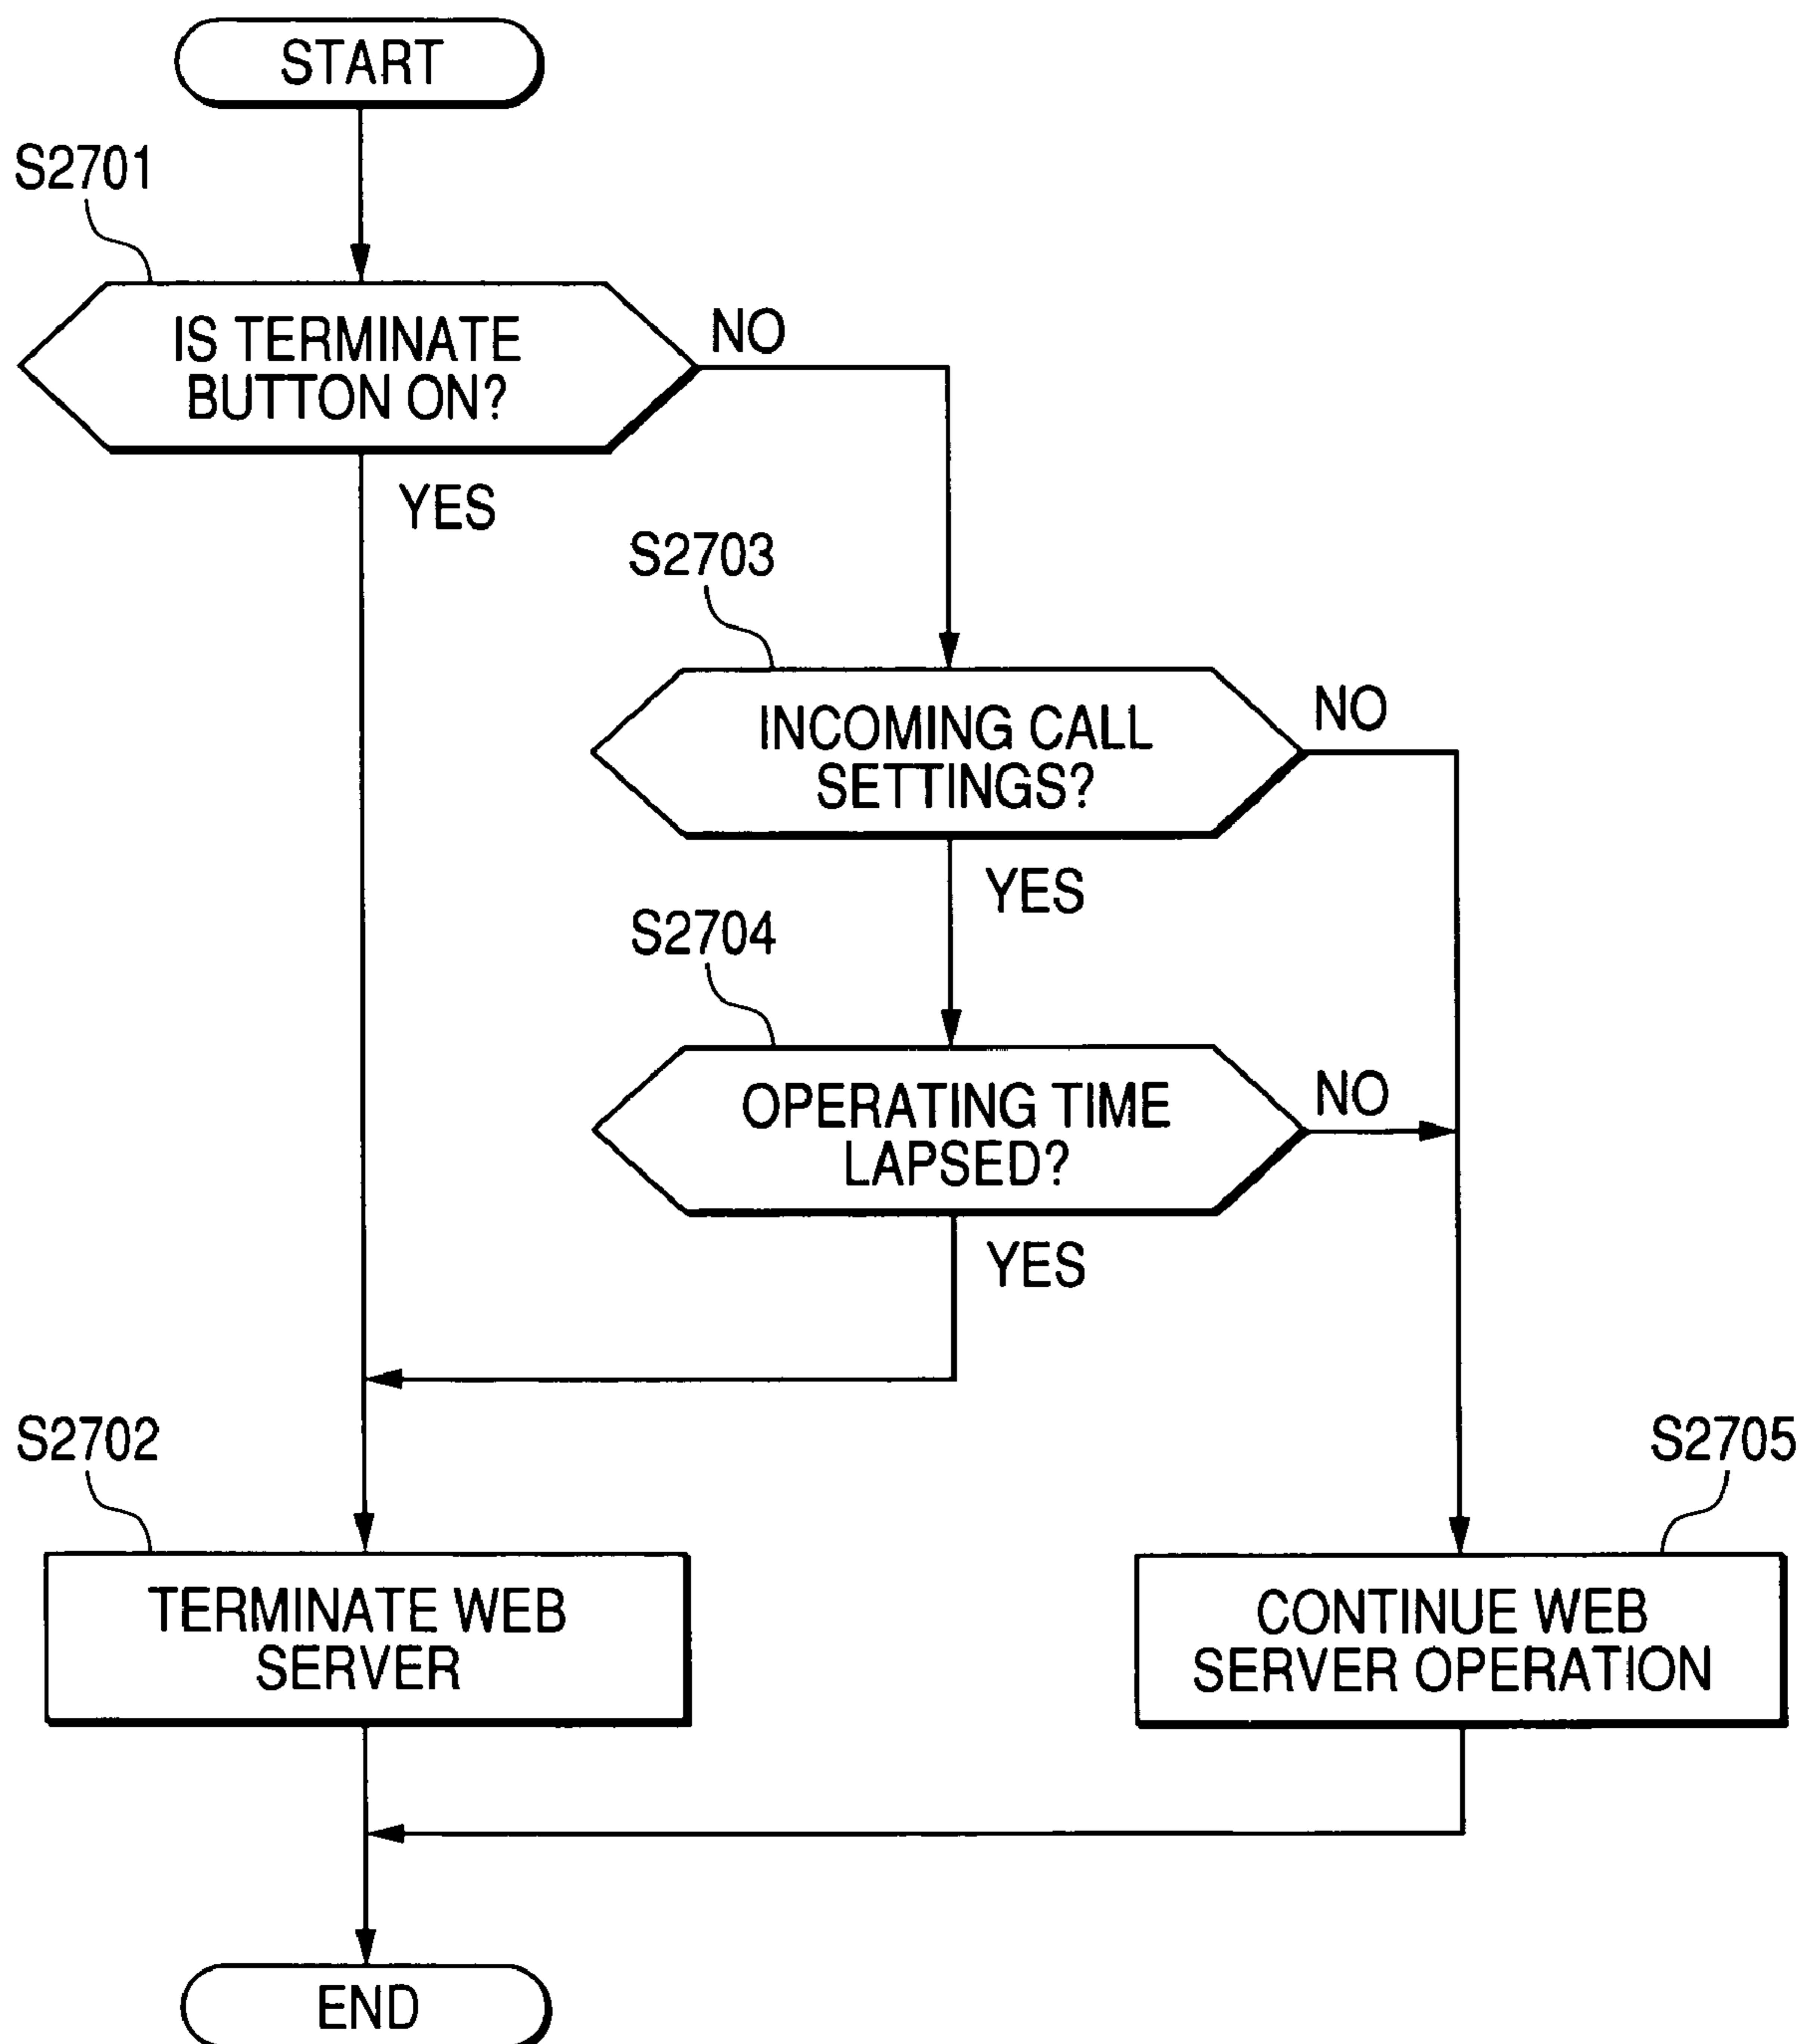 START
S2701
IS TERMINATE
BUTTON ON?
NO
YES
S2703
INCOMING CALL
SETTINGS?
NO
YES
S2704
OPERATING TIME
LAPSED?
NO
YES
S2702
TERMINATE WEB
SERVER
S2705
CONTINUE WEB
SERVER OPERATION
END